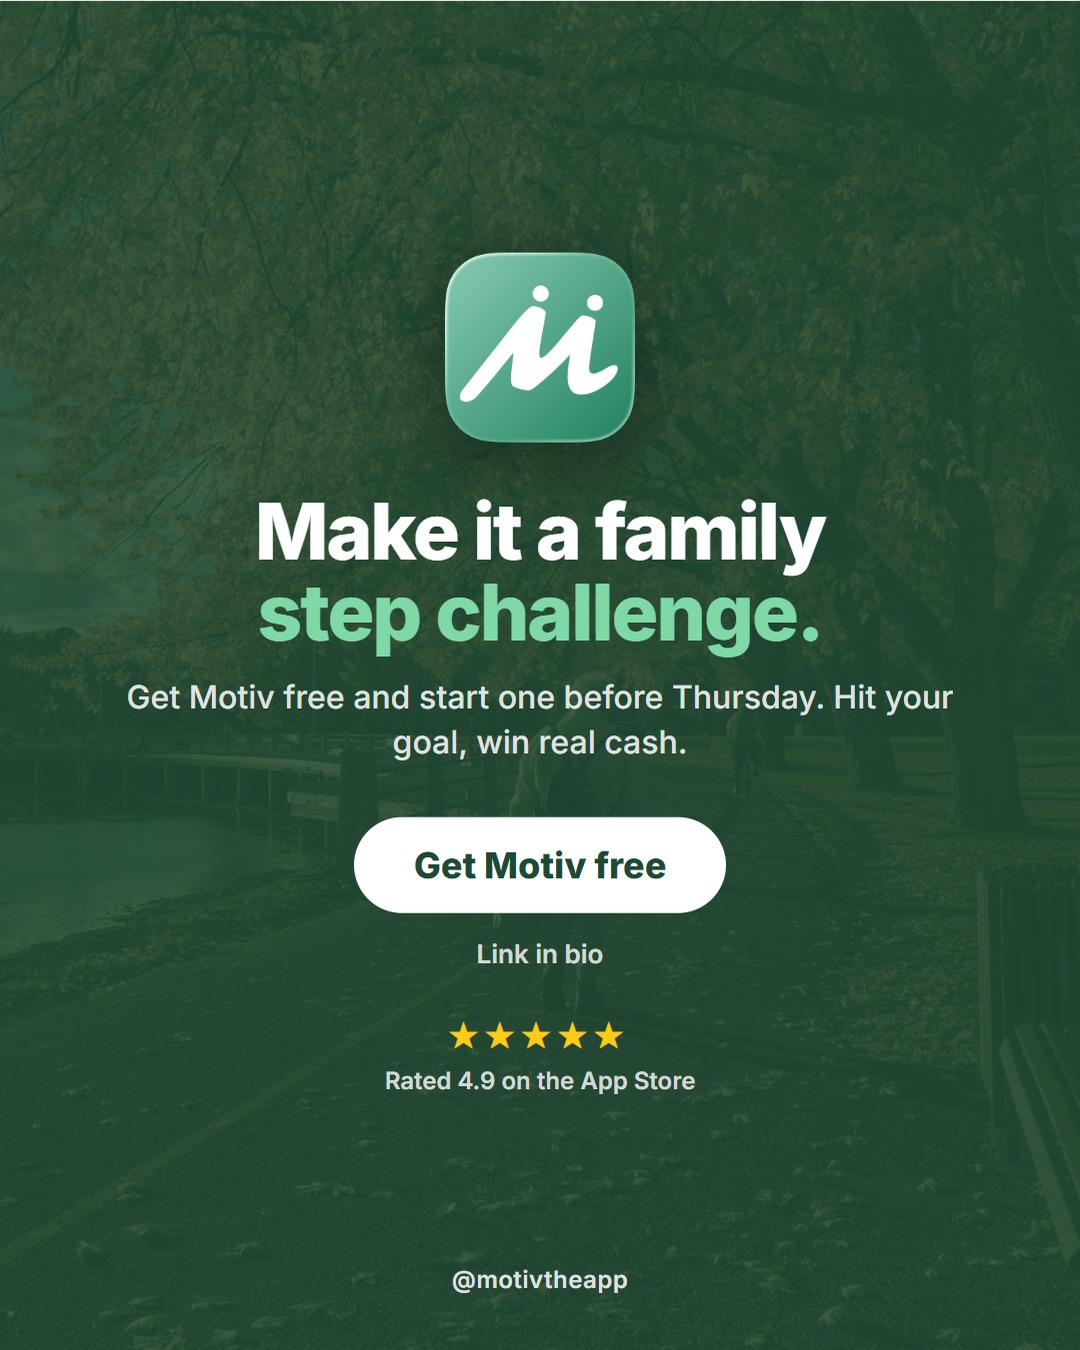 Make it a family
step challenge.
Get Motiv free and start one before Thursday. Hit your
goal, win real cash.
Get Motiv free
Link in bio
Rated 4.9 on the App Store
@motivtheapp